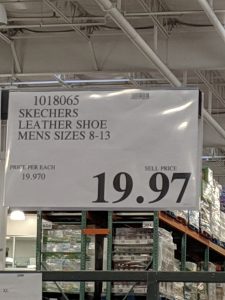 1018065
SKECHERS
LEATHER SHOE
MENS SIZES 8-13
PRICE PER EACH
19.970
SELL PRICE
19.97